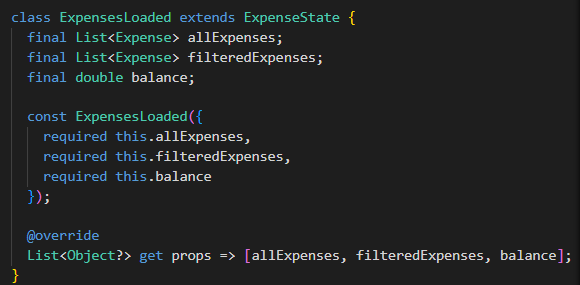 class ExpensesLoaded extends ExpenseState {
  final List<Expense> allExpenses;
  final List<Expense> filteredExpenses;
  final double balance;

  const ExpensesLoaded({
    required this.allExpenses,
    required this.filteredExpenses,
    required this.balance
  });

  @override
  List<Object?> get props => [allExpenses, filteredExpenses, balance];
}